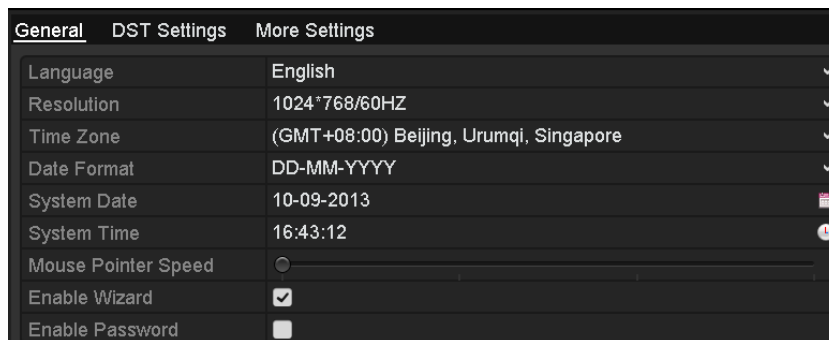 General DST Settings More Settings
Language English
Resolution 1024*768/60HZ
Time Zone (GMT+08:00) Beijing, Urumqi, Singapore
Date Format DD-MM-YYYY
System Date 10-09-2013
System Time 16:43:12
Mouse Pointer Speed
Enable Wizard
Enable Password